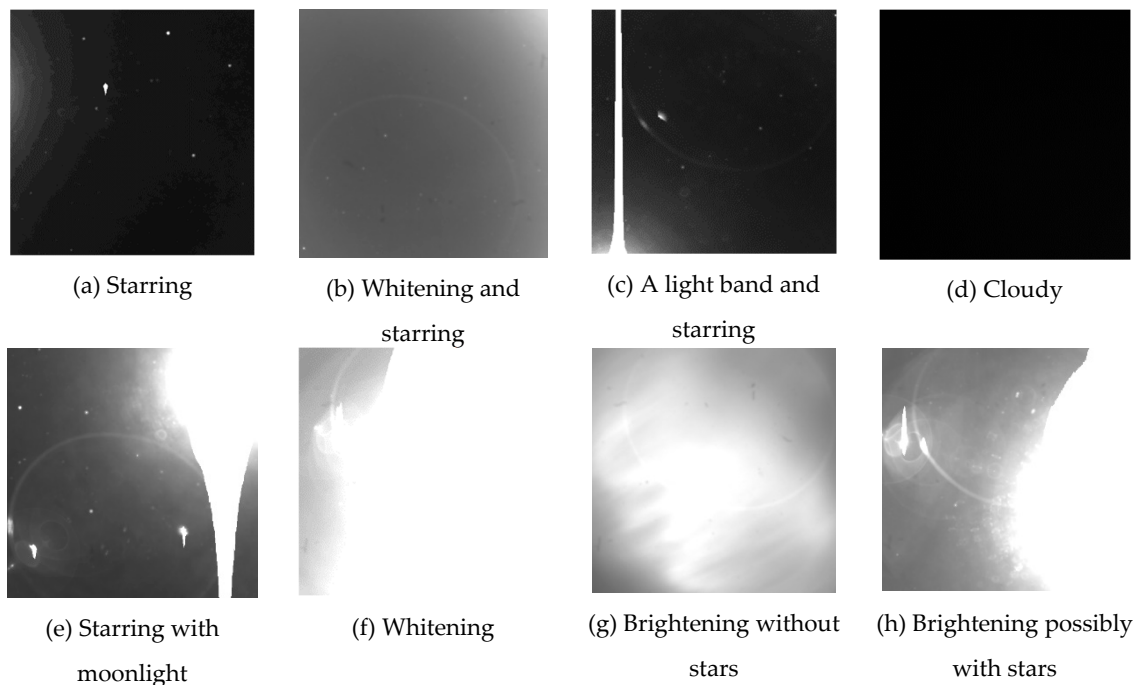 (a) Starring
(b) Whitening and
starring
(c) A light band and
starring
(d) Cloudy
(e) Starring with
moonlight
(f) Whitening
(g) Brightening without
stars
(h) Brightening possibly
with stars